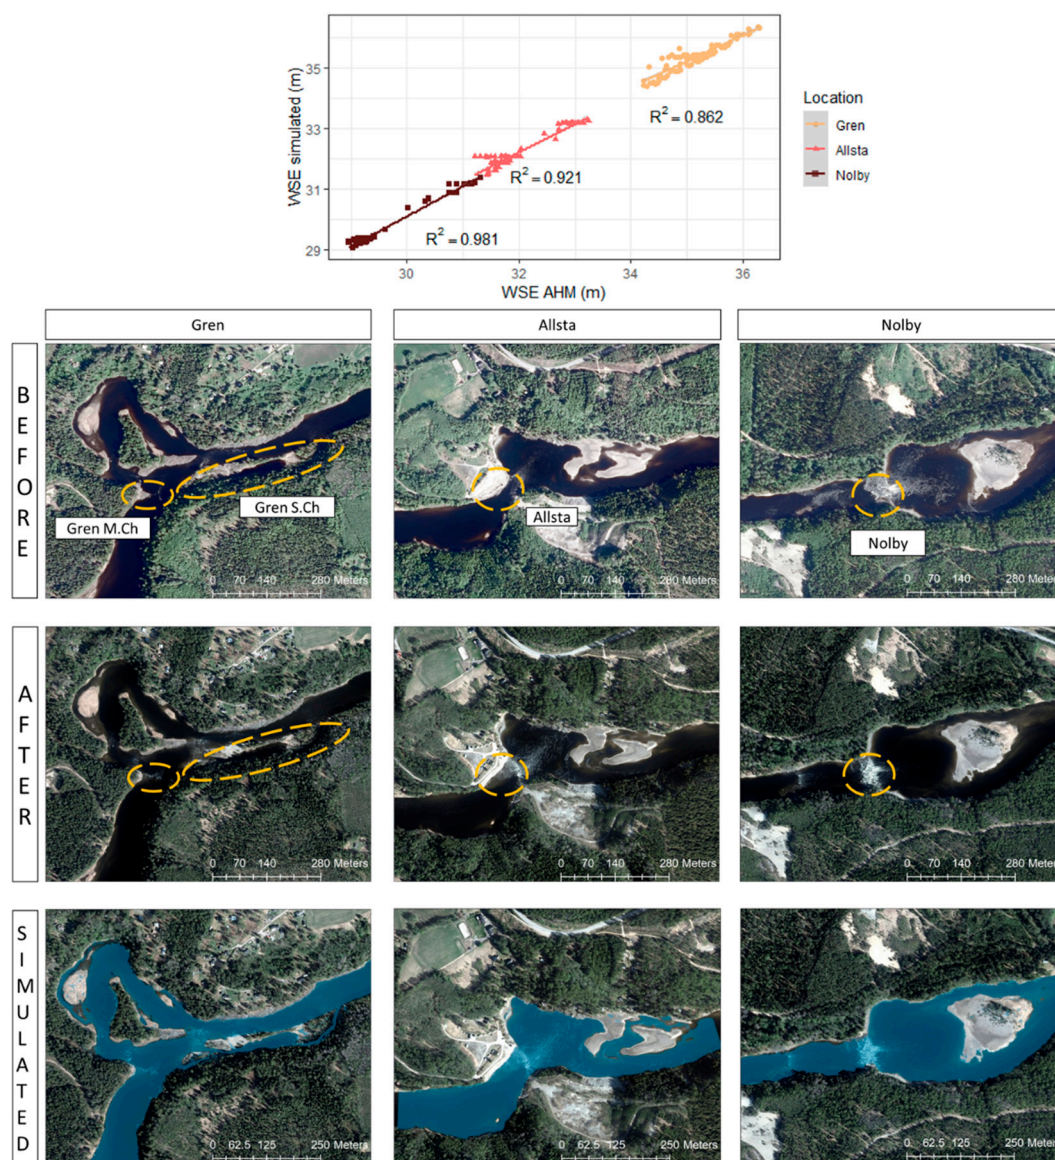 WSE simulated (m)
35
33
31
29
R² = 0.862
R² = 0.921
R² = 0.981
30
32
34
36
WSE AHM (m)
Location
Gren
Allsta
Nolby
Gren
Allsta
Nolby
BEFORE
Gren M.Ch
Gren S.Ch
0 70 140 280 Meters
Allsta
0 70 140 280 Meters
Nolby
0 70 140 280 Meters
AFTER
0 70 140 280 Meters
0 70 140 280 Meters
0 70 140 280 Meters
SIMULATED
0 62.5 125 250 Meters
0 62.5 125 250 Meters
0 62.5 125 250 Meters